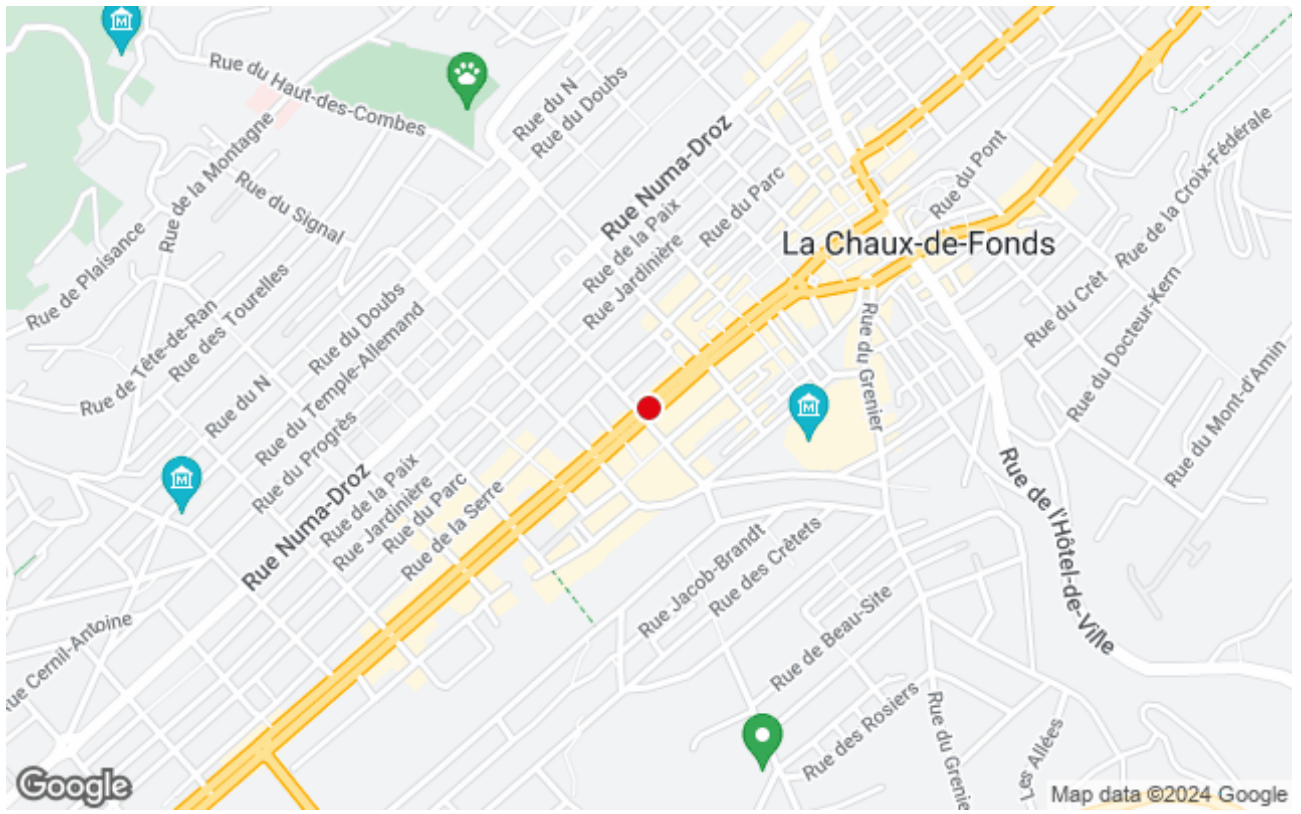 Rue du Haut-des-Combes
Rue du N
Rue du Doubs
Rue Numa-Droz
Rue de la Montagne
Rue du Pont
Rue de la Croix-Fédérale
Rue du Signal
Rue de la Paix
Rue du Parc
Rue Jardinière
La Chaux-de-Fonds
Rue de Plaisance
Rue des Tourelles
Rue de Tête-de-Ran
Rue du Doubs
Rue du Temple-Allemand
Rue du Crêt
Rue du Docteur-Kern
Rue du Grenier
Rue du Mont-d'Amin
Rue du N
Rue du Progrès
Rue de la Paix
Rue Jardinière
Rue du Parc
Rue de la Serre
Rue Numa-Droz
Rue de l'Hôtel-de-Ville
Rue Jacob-Brandt
Rue des Crêtets
Rue de Beau-Site
Rue Cernil-Antoine
Rue des Rosiers
Rue du Grenier
Les Allées
Google
Map data ©2024 Google